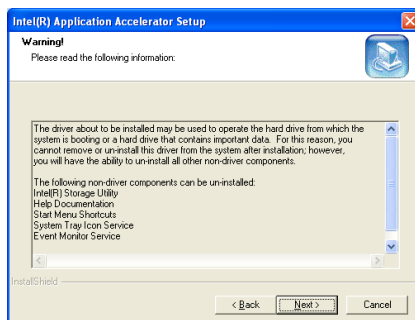 Intel(R) Application Accelerator Setup
Warning!
Please read the following information:
The driver about to be installed may be used to operate the hard drive from which the
system is booting or a hard drive that contains important data. For this reason, you
cannot remove or un-install this driver from the system after installation; however,
you will have the ability to un-install all other non-driver components.
The following non-driver components can be un-installed:
Intel(R) Storage Utility
Help Documentation
Start Menu Shortcuts
System Tray Icon Service
Event Monitor Service
InstallShield
< Back
Next >
Cancel